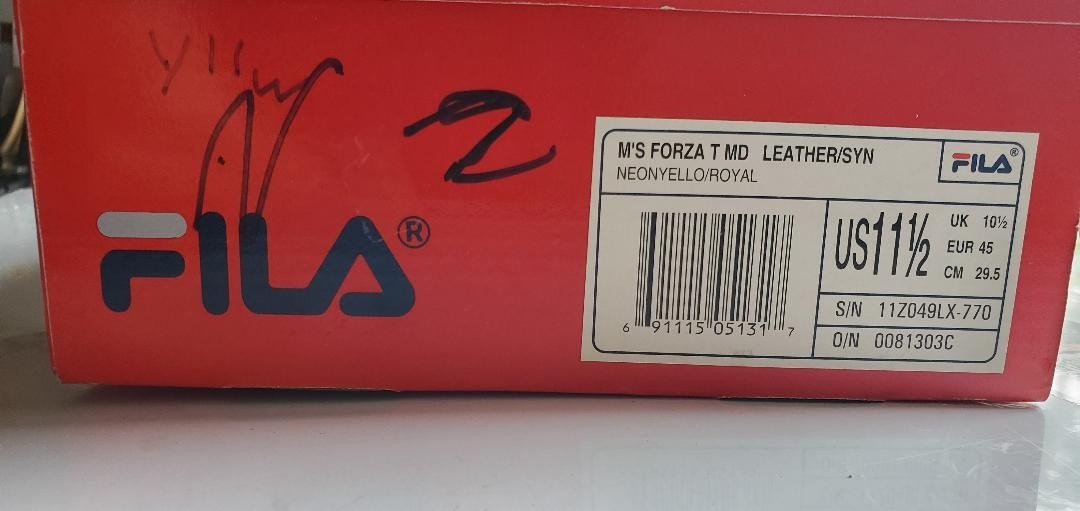 2
FILA®
M'S FORZA T MD LEATHER/SYN
NEONYELLO/ROYAL
FILA®
6 91115 05131 7
US11½
UK 10½
EUR 45
CM 29.5
S/N 11Z049LX-770
O/N 0081303C